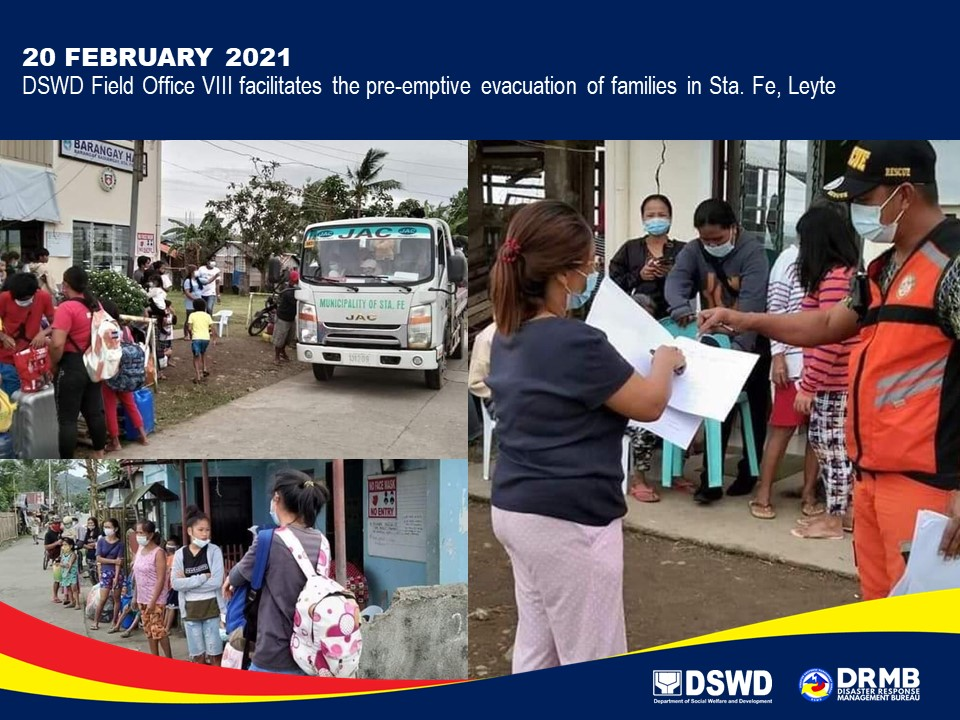 20 FEBRUARY 2021
DSWD Field Office VIII facilitates the pre-emptive evacuation of families in Sta. Fe, Leyte
BARANGAY HA
JAC JAC JAC
MUNICIPALITY OF STA. FE
JAC
NO FACE MASK
NO ENTRY
RESCUE
DSWD
Department of Social Welfare and Development
DRMB
DISASTER RESPONSE
MANAGEMENT BUREAU